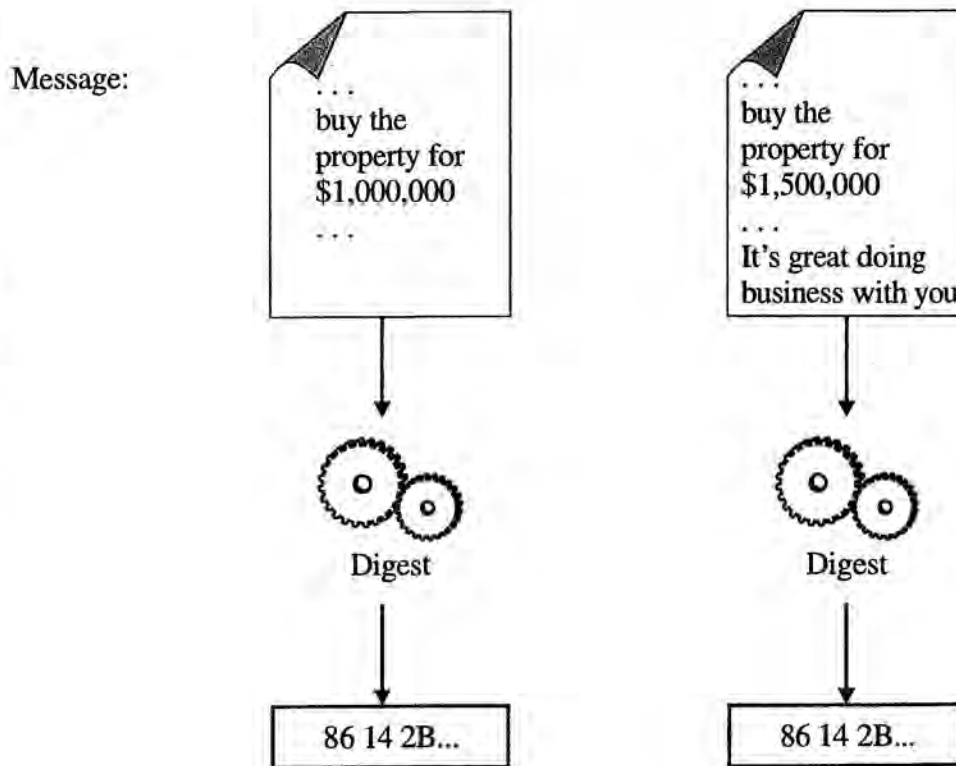 Message:
. . .
buy the
property for
$1,000,000
. . .
. . .
buy the
property for
$1,500,000
. . .
It's great doing
business with you
Digest
Digest
86 14 2B...
86 14 2B...